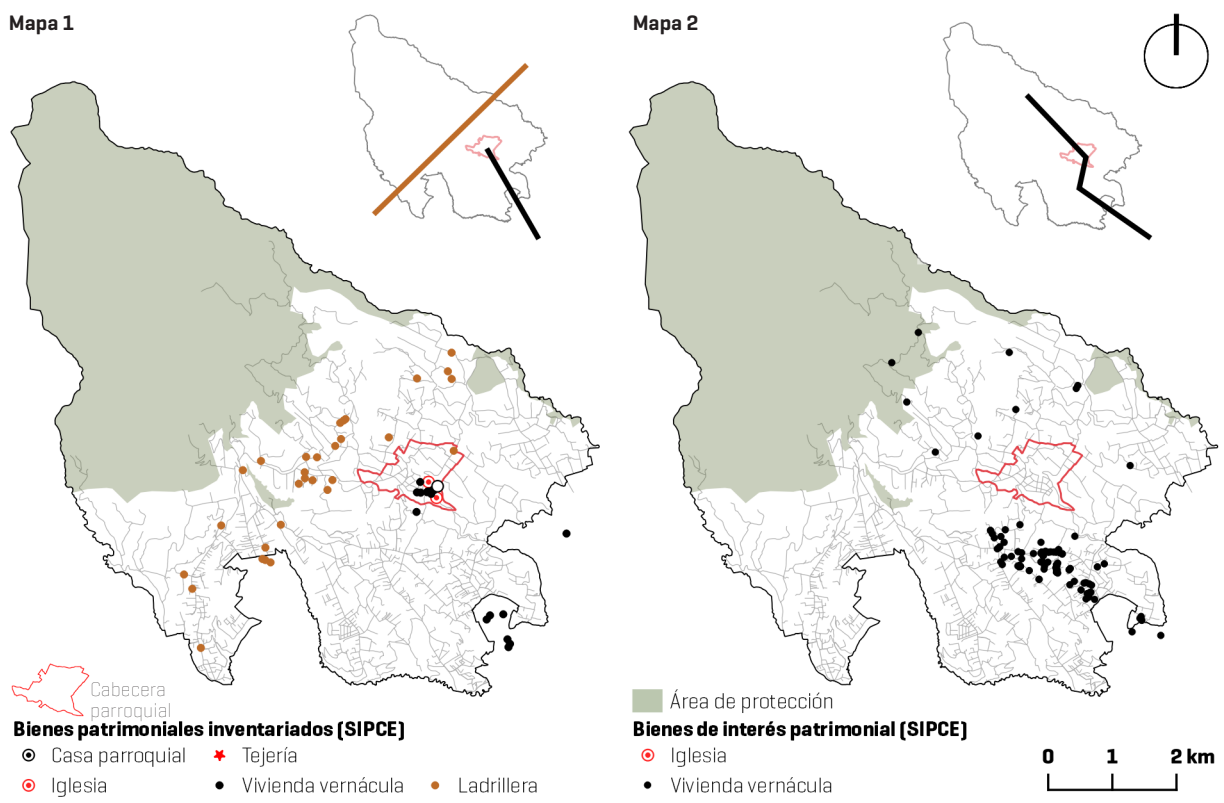 Mapa 1
Mapa 2
Cabecera
parroquial
Bienes patrimoniales inventariados (SIPCE)
Casa parroquial
Tejería
Iglesia
Vivienda vernácula
Ladrillera
Área de protección
Bienes de interés patrimonial (SIPCE)
Iglesia
Vivienda vernácula
0 1 2 km